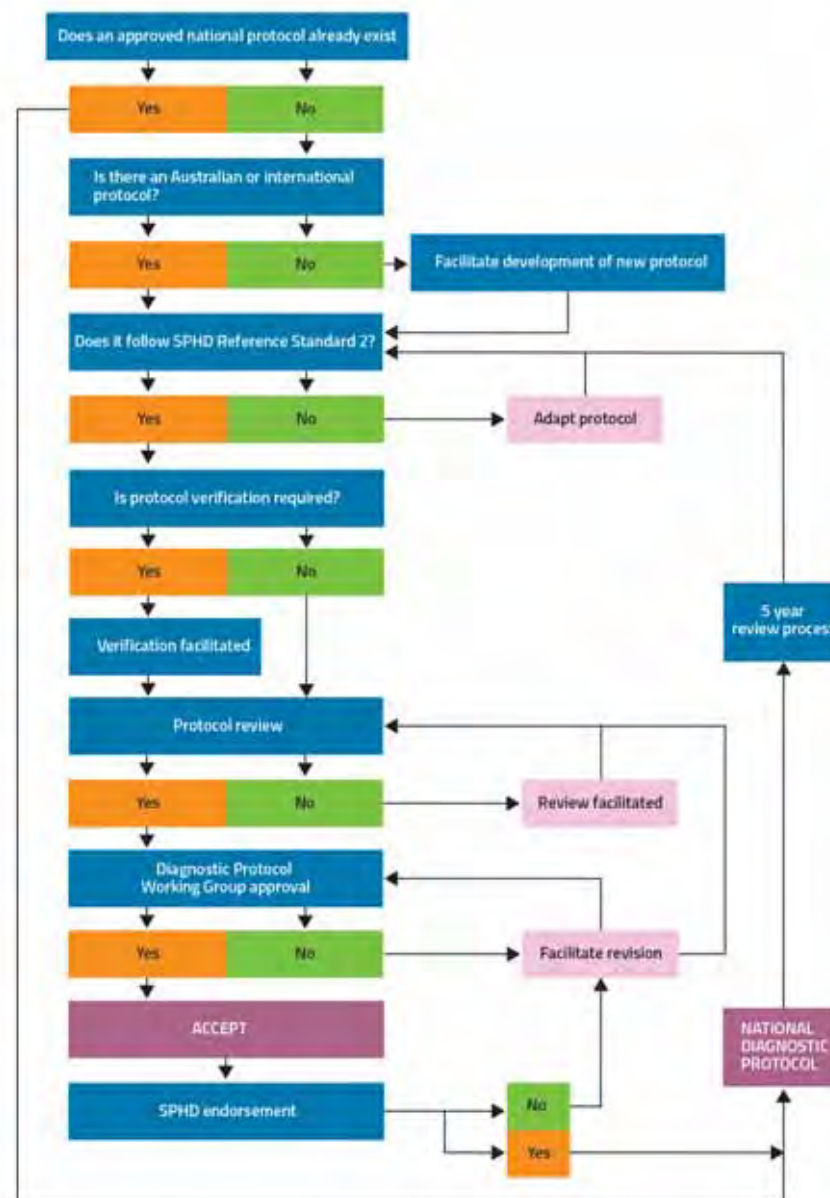 Does an approved national protocol already exist
Yes
No
Is there an Australian or international
protocol?
Yes
No
Facilitate development of new protocol
Does it follow SPHD Reference Standard 2?
Yes
No
Adapt protocol
Is protocol verification required?
Yes
No
5 year
review process
Verification facilitated
Protocol review
Yes
No
Review facilitated
Diagnostic Protocol
Working Group approval
Yes
No
Facilitate revision
ACCEPT
NATIONAL
DIAGNOSTIC
PROTOCOL
SPHD endorsement
No
Yes